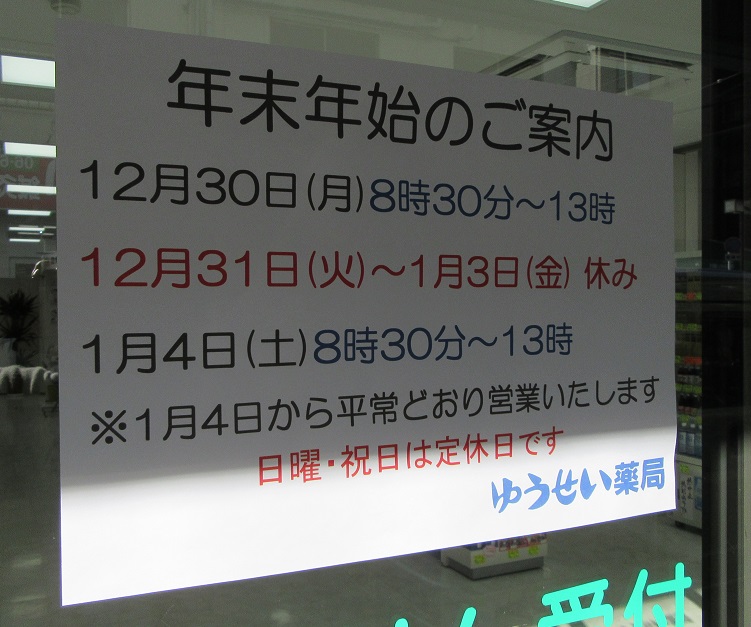 年末年始のご案内
12月30日(月)8時30分～13時
12月31日(火)～1月3日(金) 休み
1月4日(土)8時30分～13時
※1月4日から平常どおり営業いたします
日曜・祝日は定休日です
ゆうせい薬局
受付